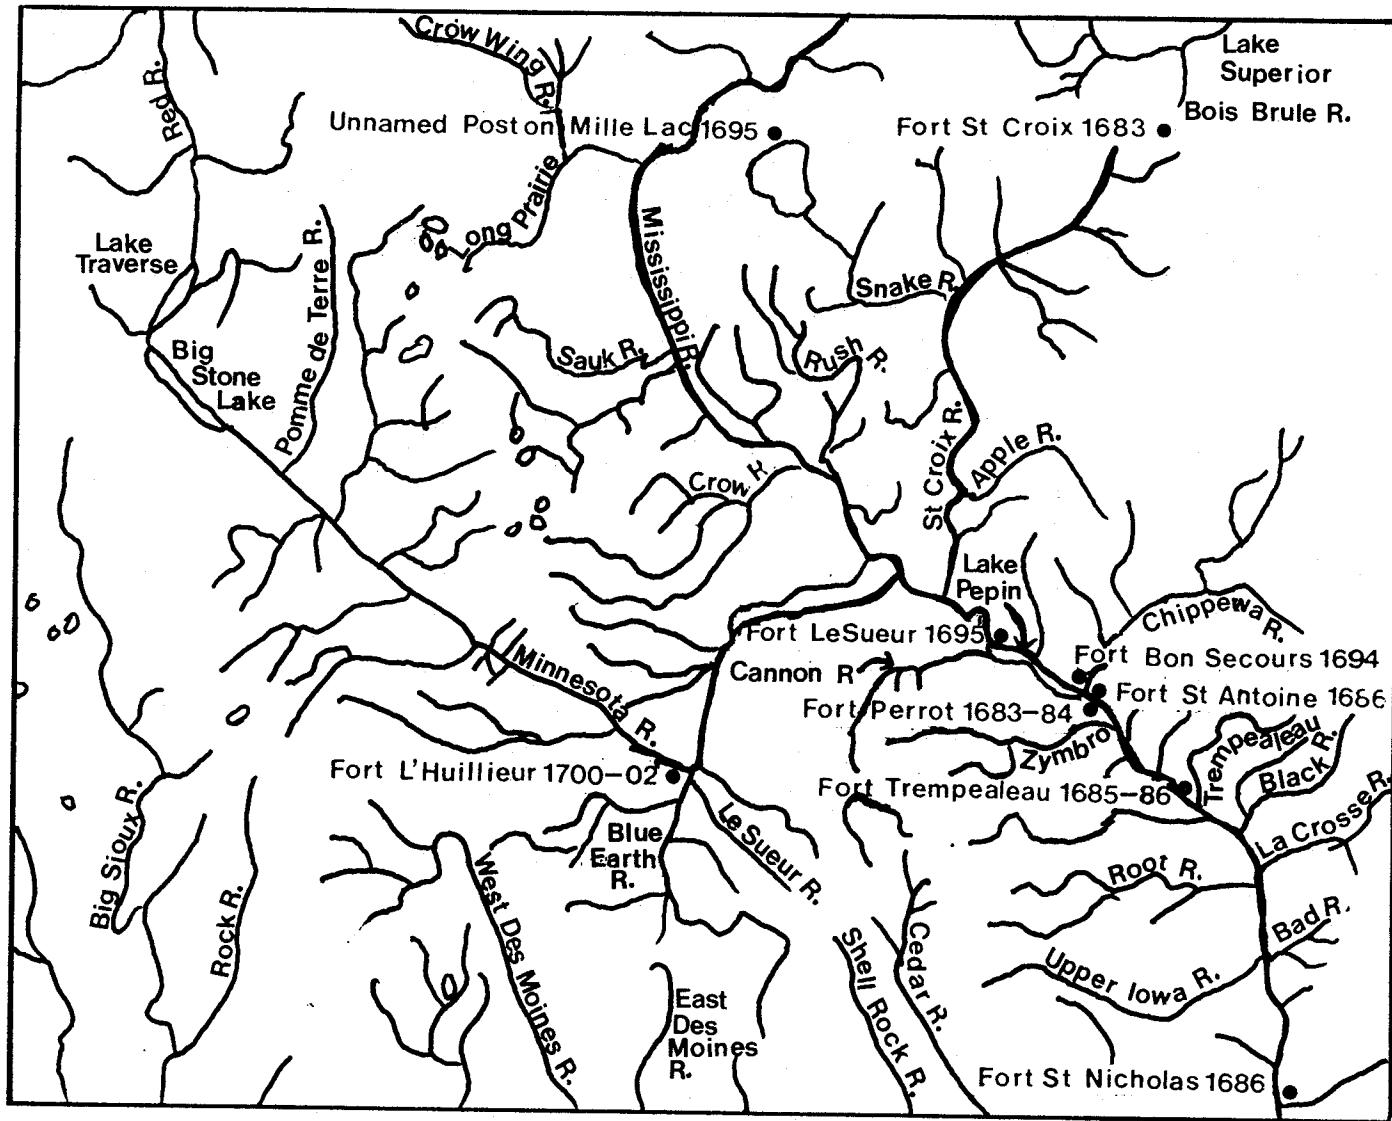 Crow Wing R.
Red R.
Lake
Superior
Bois Brule R.
Unnamed Post on Mille Lac 1695
Fort St Croix 1683
Long Prairie
Mississippi R.
Lake
Traverse
Pomme de Terre R.
Snake R.
Big
Stone
Lake
Sauk R.
Rush R.
St Croix R.
Apple R.
Crow R
Lake
Pepin
Chippewa R.
Fort LeSueur 1695
Minnesota R.
Cannon R
Fort Bon Secours 1694
Fort St Antoine 1686
Fort Perrot 1683-84
Zymbro
Trempealeau
Black R.
Fort L'Huillieur 1700-02
Fort Trempealeau 1685-86
La Crosse R.
Big Sioux R.
Blue
Earth
R.
Le Sueur R.
Rock R.
West Des Moines R.
Root R.
Bad R.
Cedar R.
Shell Rock R.
Upper Iowa R.
East
Des
Moines
R.
Fort St Nicholas 1686